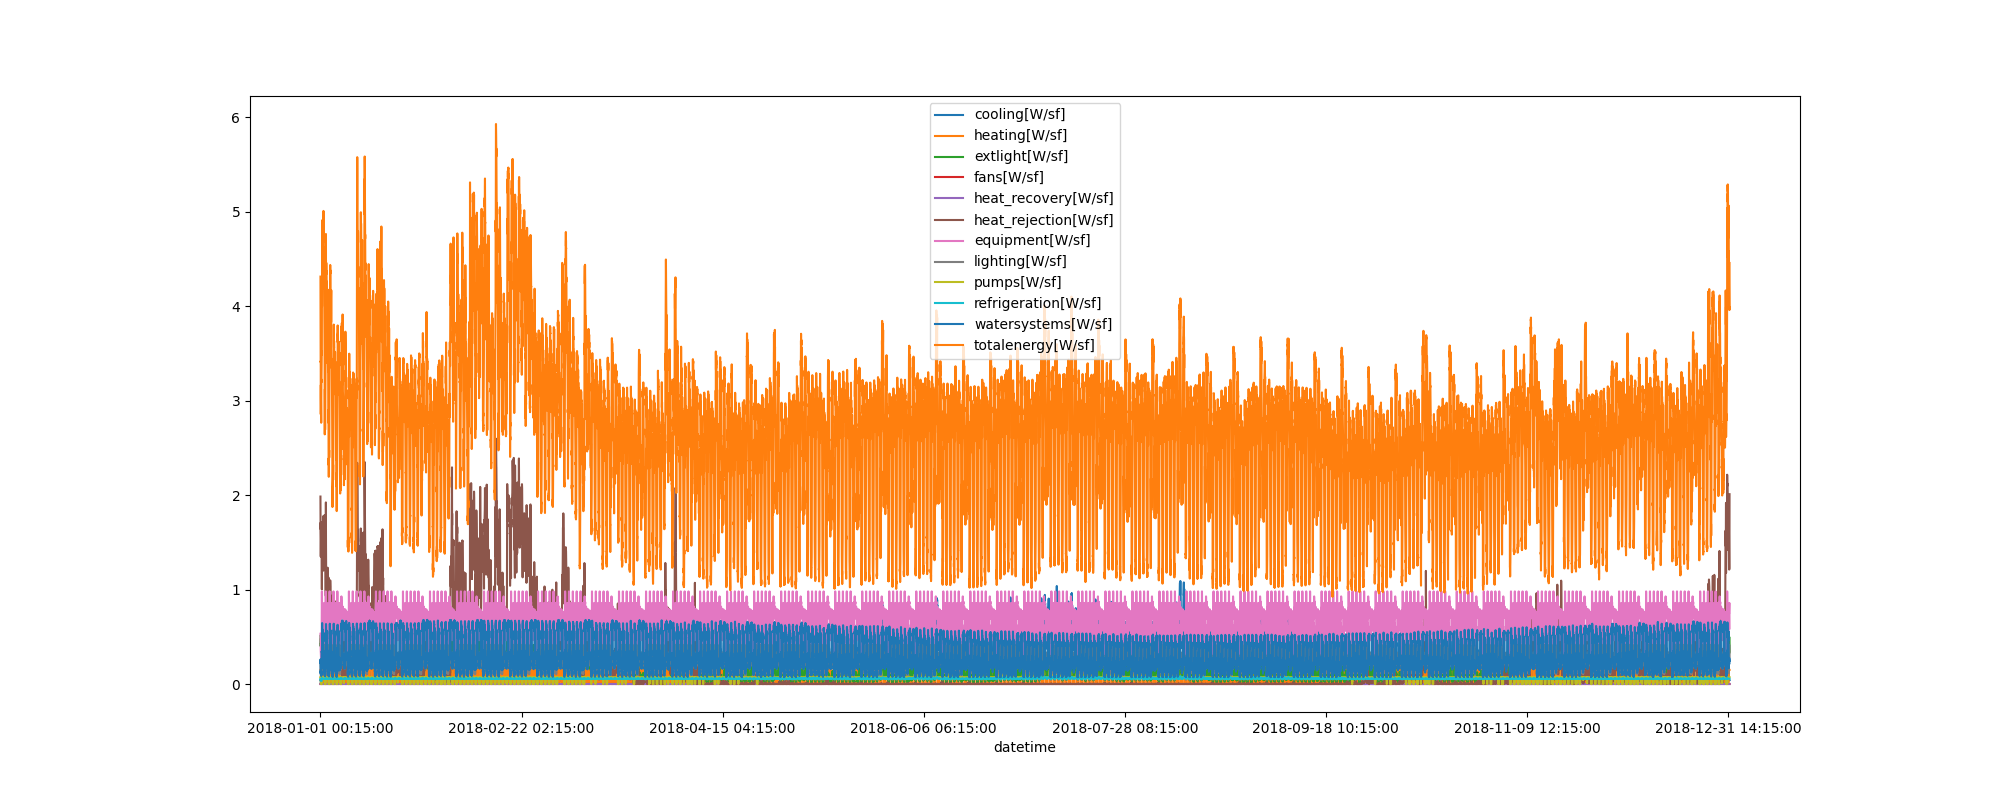 6
5
4
3
2
1
0
cooling[W/sf]
heating[W/sf]
extlight[W/sf]
fans[W/sf]
heat_recovery[W/sf]
heat_rejection[W/sf]
equipment[W/sf]
lighting[W/sf]
pumps[W/sf]
refrigeration[W/sf]
watersystems[W/sf]
totalenergy[W/sf]
2018-01-01 00:15:00 2018-02-22 02:15:00 2018-04-15 04:15:00 2018-06-06 06:15:00 2018-07-28 08:15:00 2018-09-18 10:15:00 2018-11-09 12:15:00 2018-12-31 14:15:00
datetime